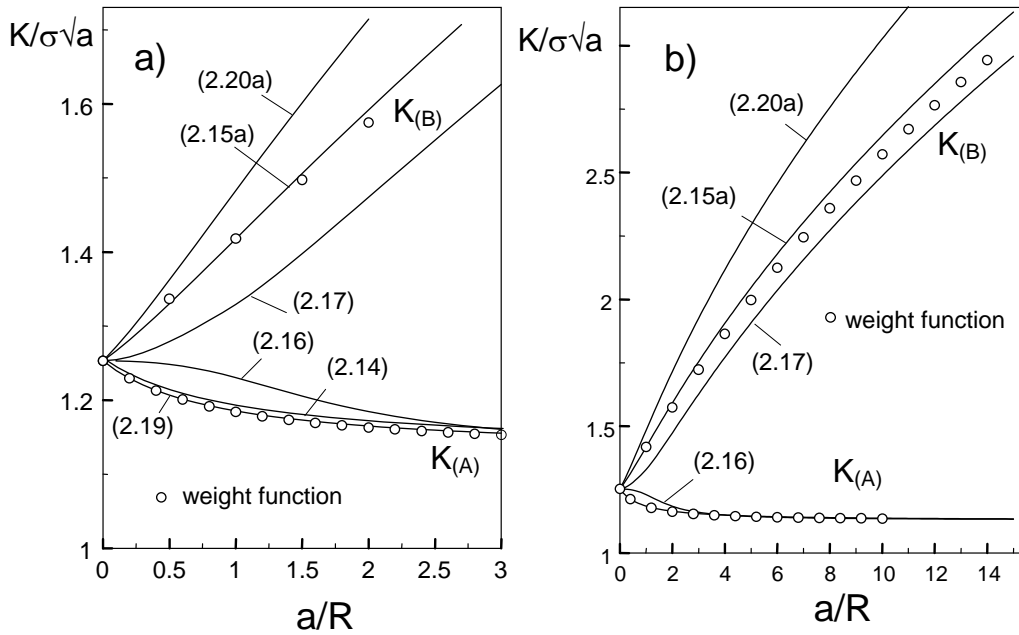 K/σ√a
a)
(2.20a)
1.6
(2.15a)
K(B)
1.4
(2.17)
(2.16)
(2.14)
1.2
(2.19)
K(A)
weight function
1
0
0.5
1
1.5
2
2.5
3
a/R
K/σ√a
b)
(2.20a)
K(B)
2.5
(2.15a)
2
weight function
(2.17)
1.5
(2.16)
K(A)
1
0
2
4
6
8
10
14
a/R